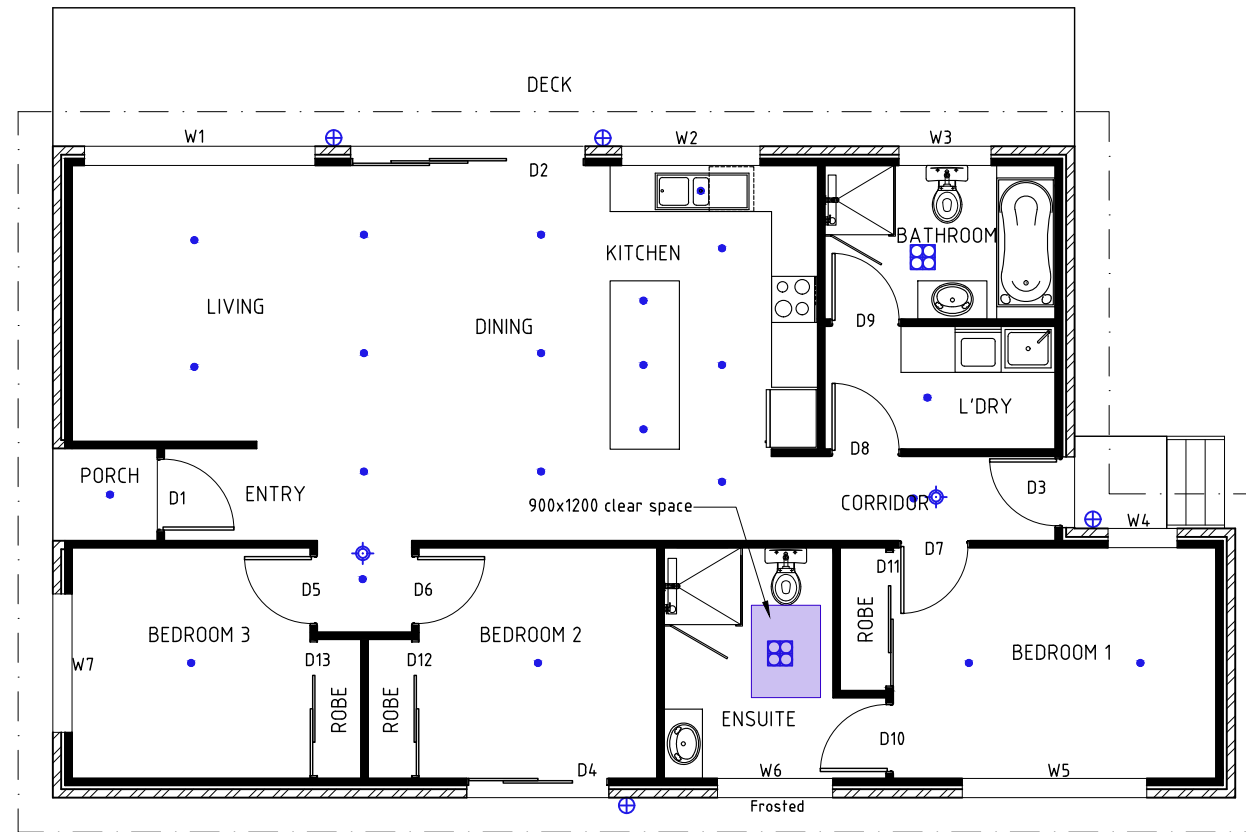 DECK
W1
W2
W3
D2
BATHROOM
KITCHEN
LIVING
DINING
D9
L'DRY
D8
PORCH
D1
ENTRY
D3
900x1200 clear space
CORRIDOR
W4
D7
D11
D5
D6
ROBE
BEDROOM 3
BEDROOM 2
BEDROOM 1
W7
D13
D12
ROBE
ROBE
ENSUITE
D10
D4
W6
W5
Frosted